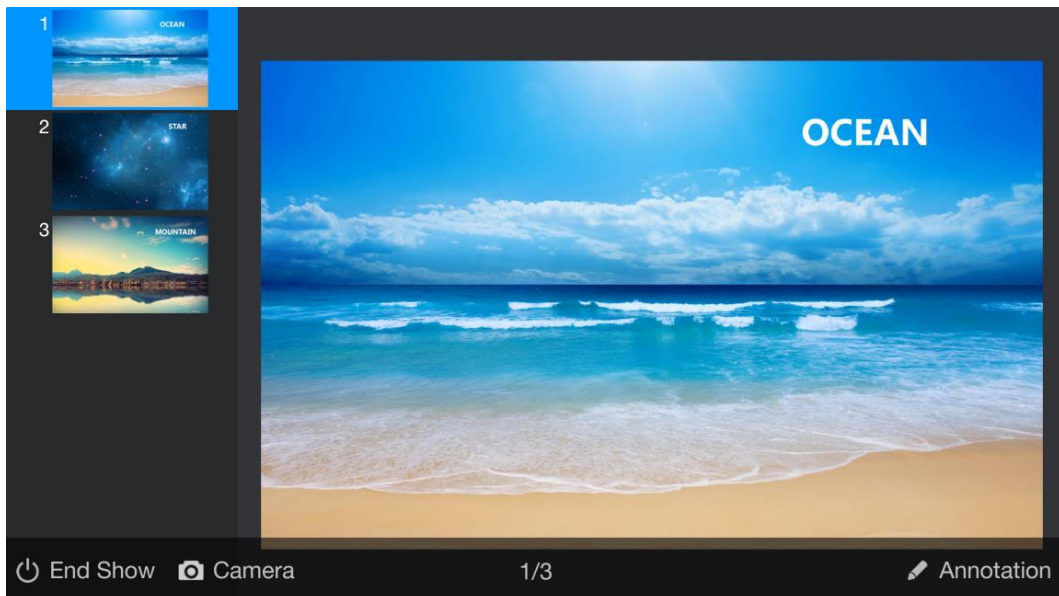 1
OCEAN
2
STAR
3
MOUNTAIN
OCEAN
End Show
Camera
1/3
Annotation